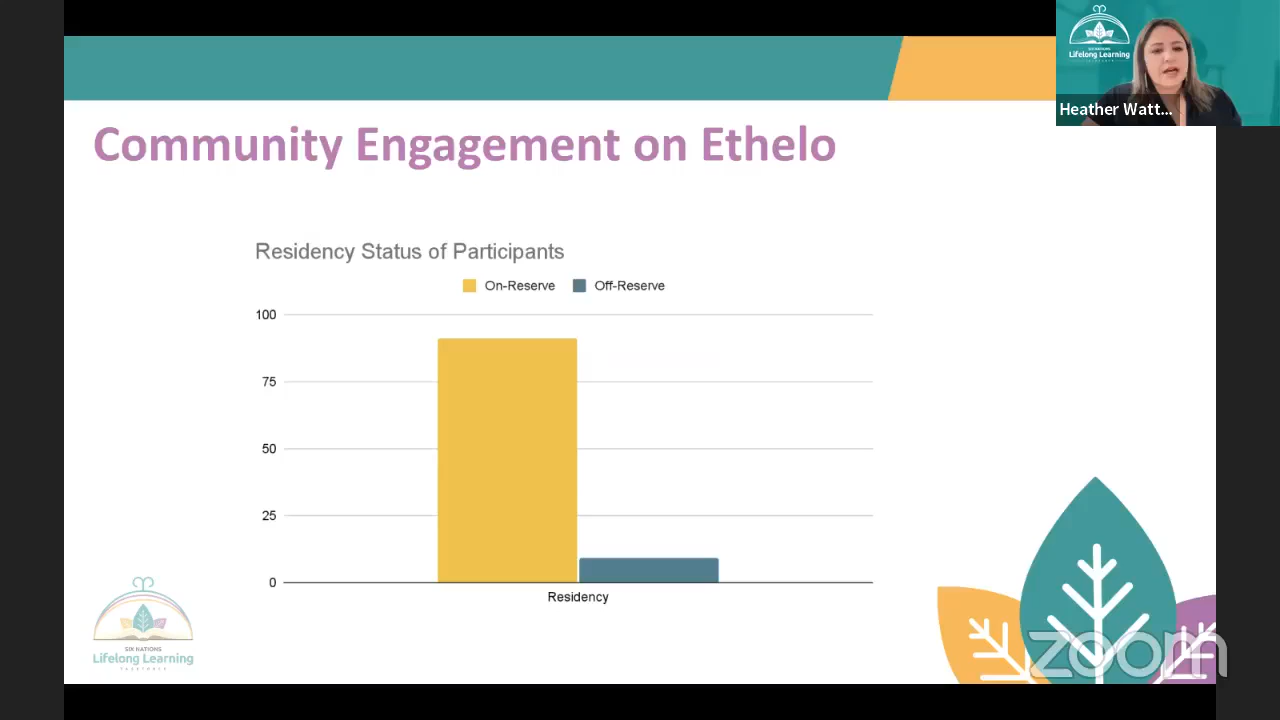 SIX NATIONS
Lifelong Learning
Heather Watt...
Community Engagement on Ethelo
Residency Status of Participants
On-Reserve Off-Reserve
100
75
50
25
0
Residency
SIX NATIONS
Lifelong Learning
zoom